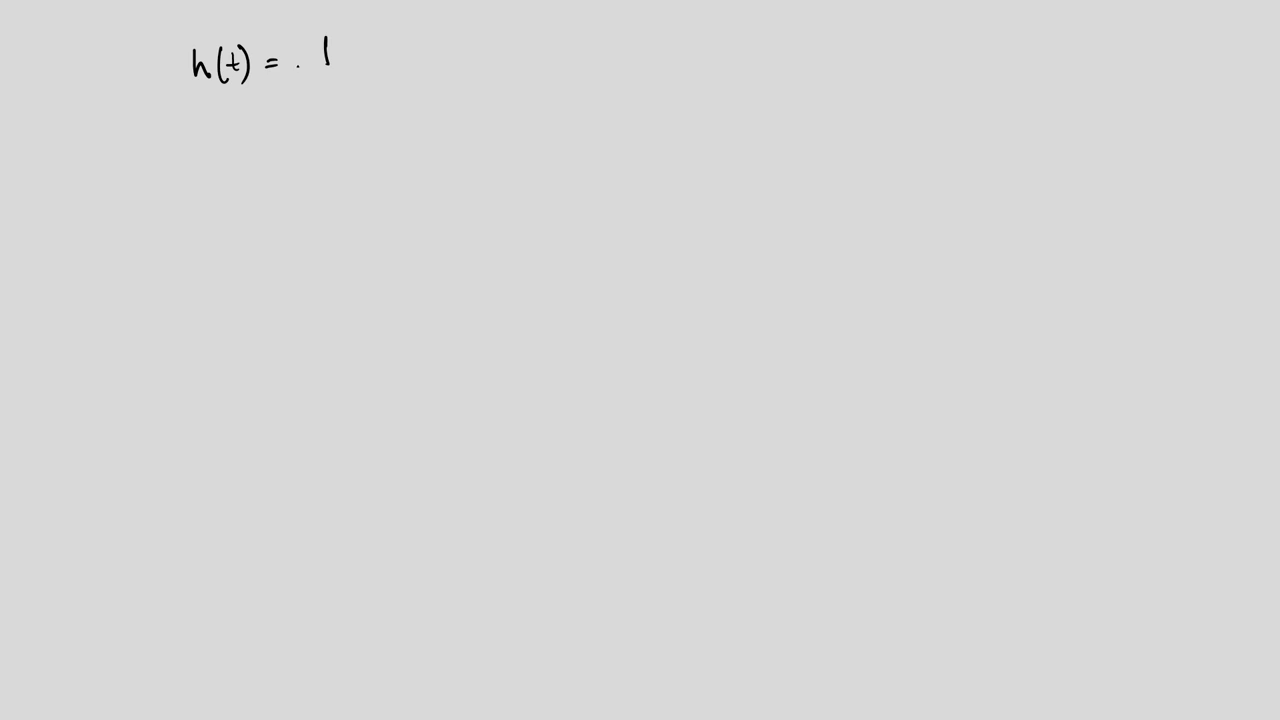 h(t) = . 1